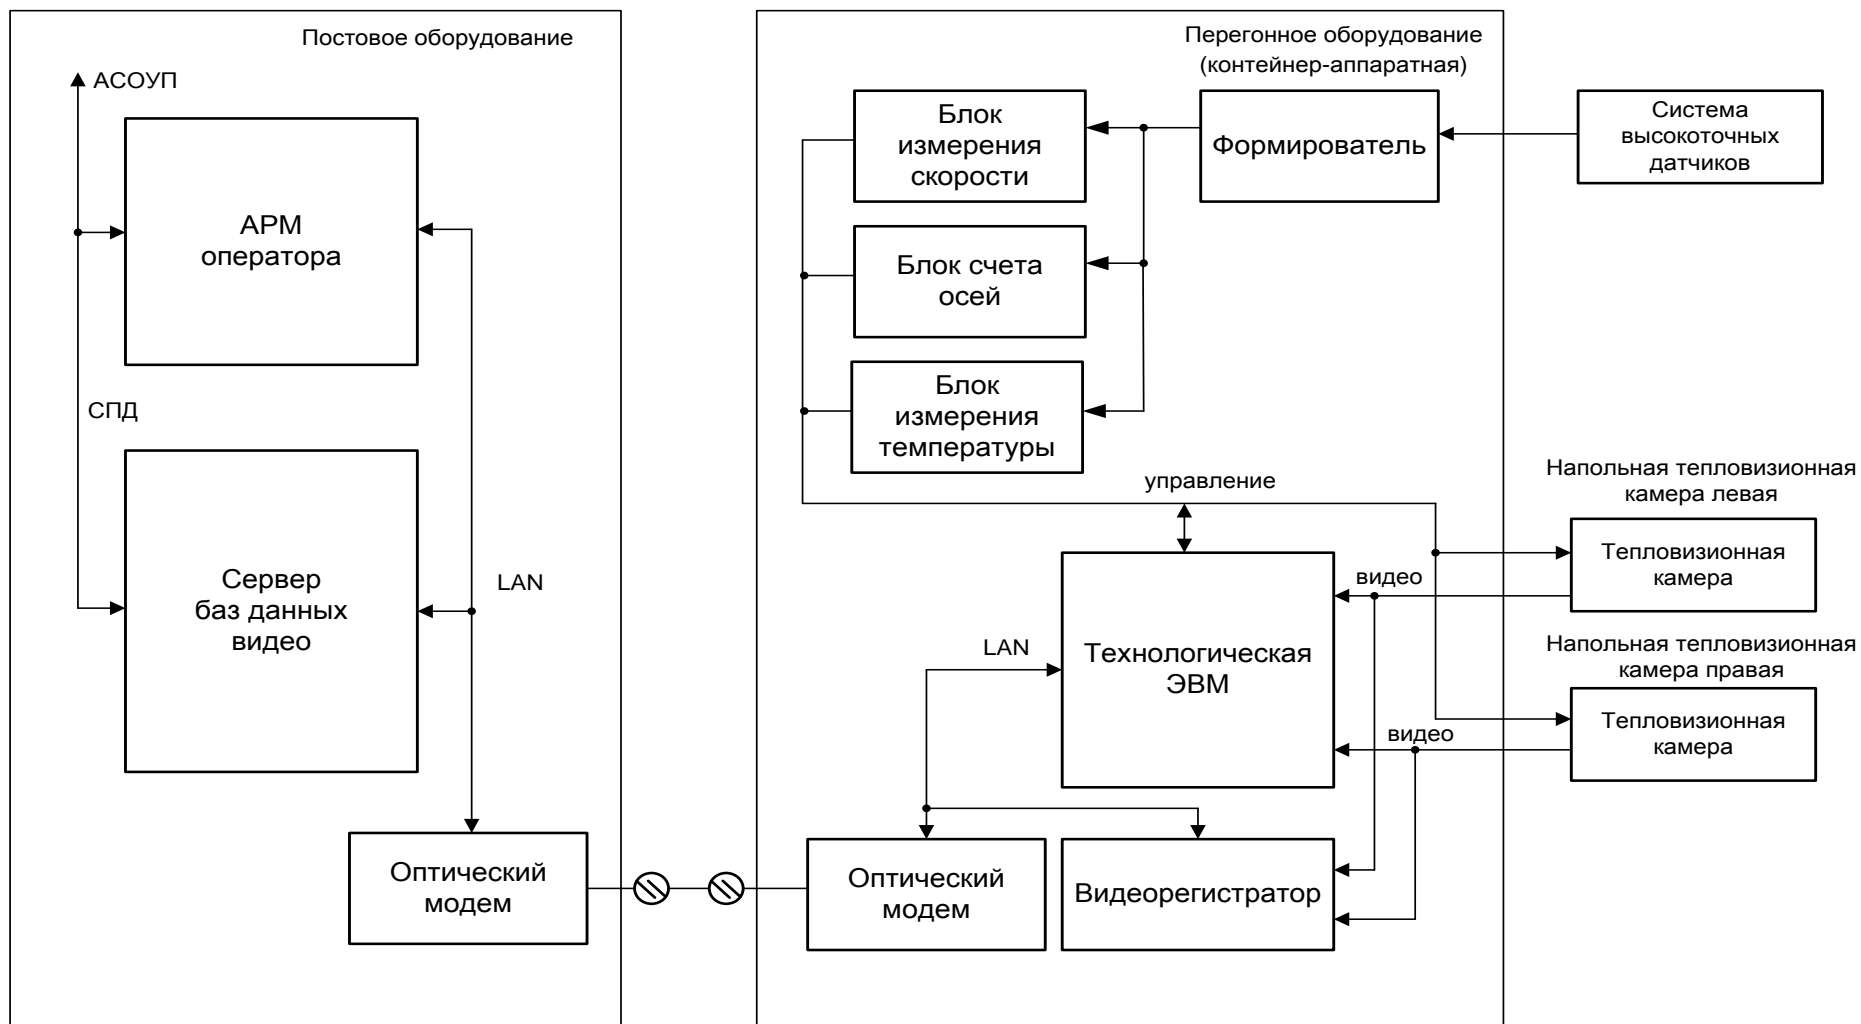 Постовое оборудование
АСОУП
АРМ
оператора
СПД
Сервер
баз данных
видео
LAN
Оптический
модем
Перегонное оборудование
(контейнер-аппаратная)
Блок
измерения
скорости
Формирователь
Система
высокоточных
датчиков
Блок счета
осей
Блок
измерения
температуры
управление
Напольная тепловизионная
камера левая
Тепловизионная
камера
видео
LAN
Технологическая
ЭВМ
Напольная тепловизионная
камера правая
Тепловизионная
камера
видео
Оптический
модем
Видеорегистратор